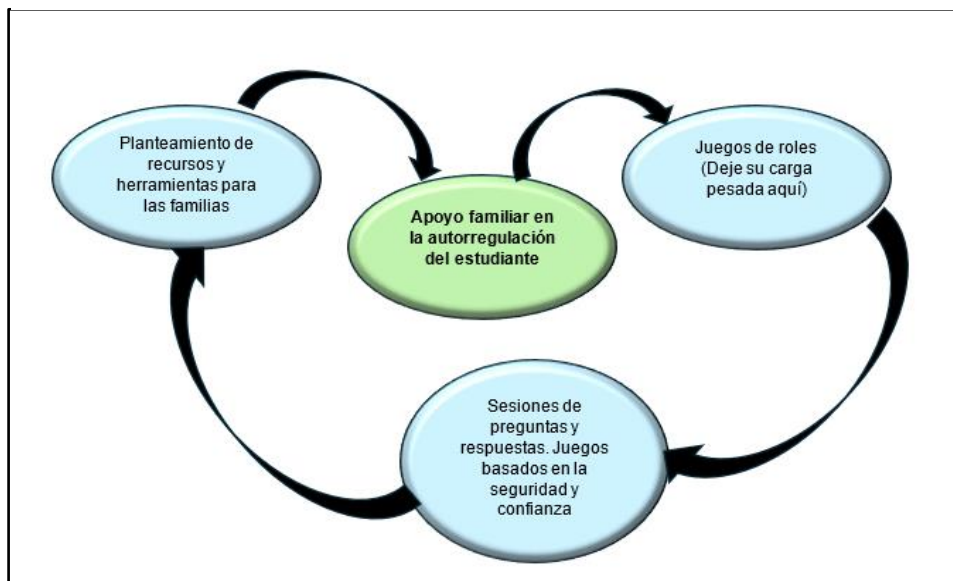 Planteamiento de
recursos y
herramientas para
las familias
Apoyo familiar en
la autorregulación
del estudiante
Juegos de roles
(Deje su carga
pesada aquí)
Sesiones de
preguntas y
respuestas. Juegos
basados en la
seguridad y
confianza